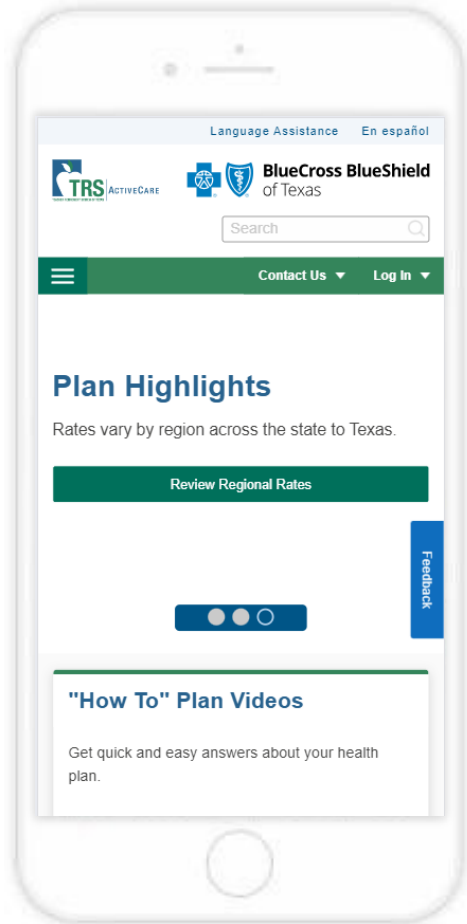 Language Assistance En español
TRS ACTIVECARE
BlueCross BlueShield
of Texas
Search
Contact Us Log In
Plan Highlights
Rates vary by region across the state to Texas.
Review Regional Rates
Feedback
"How To" Plan Videos
Get quick and easy answers about your health
plan.